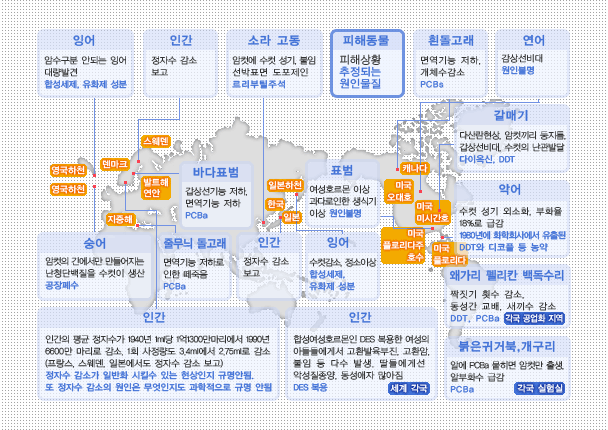 잉어
암수구분 안되는 잉어
대량발견
합성세제, 유화제 성분
인간
정자수 감소
보고
소라 고동
암컷에 수컷 성기, 불임
선박표면 도포제인
트리부틸주석
피해동물
피해상황
추정되는
원인물질
흰돌고래
면역기능 저하,
개체수감소
PCBs
연어
갑상선비대
원인불명
갈매기
다산란현상, 암컷끼리 둥지틈,
갑상선비대, 수컷의 난관발달
다이옥신, DDT
스웨덴
덴마크
영국하천
영국하천
발트해
연안
지중해
바다표범
갑상선기능 저하,
면역기능 저하
PCBa
일본하천
한국
일본
표범
여성호르몬 이상
과다로인한 생식기
이상 원인불명
캐나다
미국
오대호
미국
미시간호
미국
플로리다주
호수
미국
플로리다
악어
수컷 성기 외소화, 부화율
18%로 급감
1980년에 화학회사에서 유출된
DDT와 디코폴 등 농약
숭어
암컷의 간에서만 만들어지는
난황단백질을 수컷이 생산
공장폐수
줄무늬 돌고래
면역기능 저하로
인한 떼죽음
PCBa
인간
정자수 감소
보고
잉어
수컷감소, 정소이상
합성세제,
유화제 성분
왜가리 펠리칸 백독수리
짝짓기 횟수 감소,
동성간 교배, 새끼수 감소
DDT, PCBa 각국 공업화 지역
인간
인간의 평균 정자수가 1940년 1ml당 1억1300만마리에서 1990년
6600만 마리로 감소, 1회 사정량도 3,4ml에서 2,75ml로 감소
(프랑스, 스웨덴, 일본에서도 정자수 감소 보고)
정자수 감소가 일반화 시킬수 있는 현상인지 규명안됨.
또 정자수 감소의 원인은 무엇인지도 과학적으로 규명 안됨
인간
합성여성호르몬인 DES 복용한 여성의
아들들에게서 고환발육부진, 고환암,
불임 등 다수 발생, 딸들에게선
악성질종양, 동성애자 많아짐
DES 복용
세계 각국
붉은귀거북,개구리
알에 PCBa 묻히면 암컷만 출생,
알부화수 급감
PCBa
각국 실험실